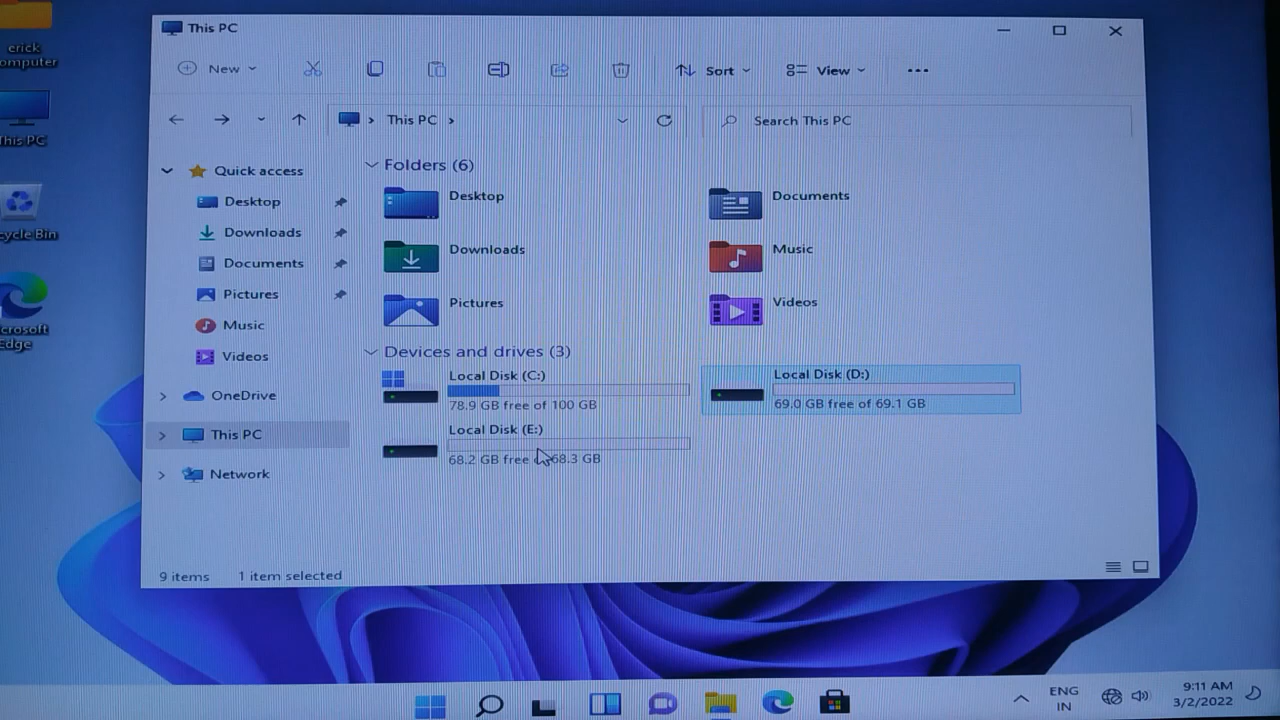 erick
omputer
This PC
ycle Bin
icrosoft
Edge
This PC
New
Sort
View
This PC
Search This PC
Quick access
Desktop
Downloads
Documents
Pictures
Music
Videos
OneDrive
This PC
Network
Folders (6)
Desktop
Documents
Downloads
Music
Pictures
Videos
Devices and drives (3)
Local Disk (C:)
78.9 GB free of 100 GB
Local Disk (D:)
69.0 GB free of 69.1 GB
Local Disk (E:)
68.2 GB free 68.3 GB
9 items
1 item selected
ENG
IN
9:11 AM
3/2/2022